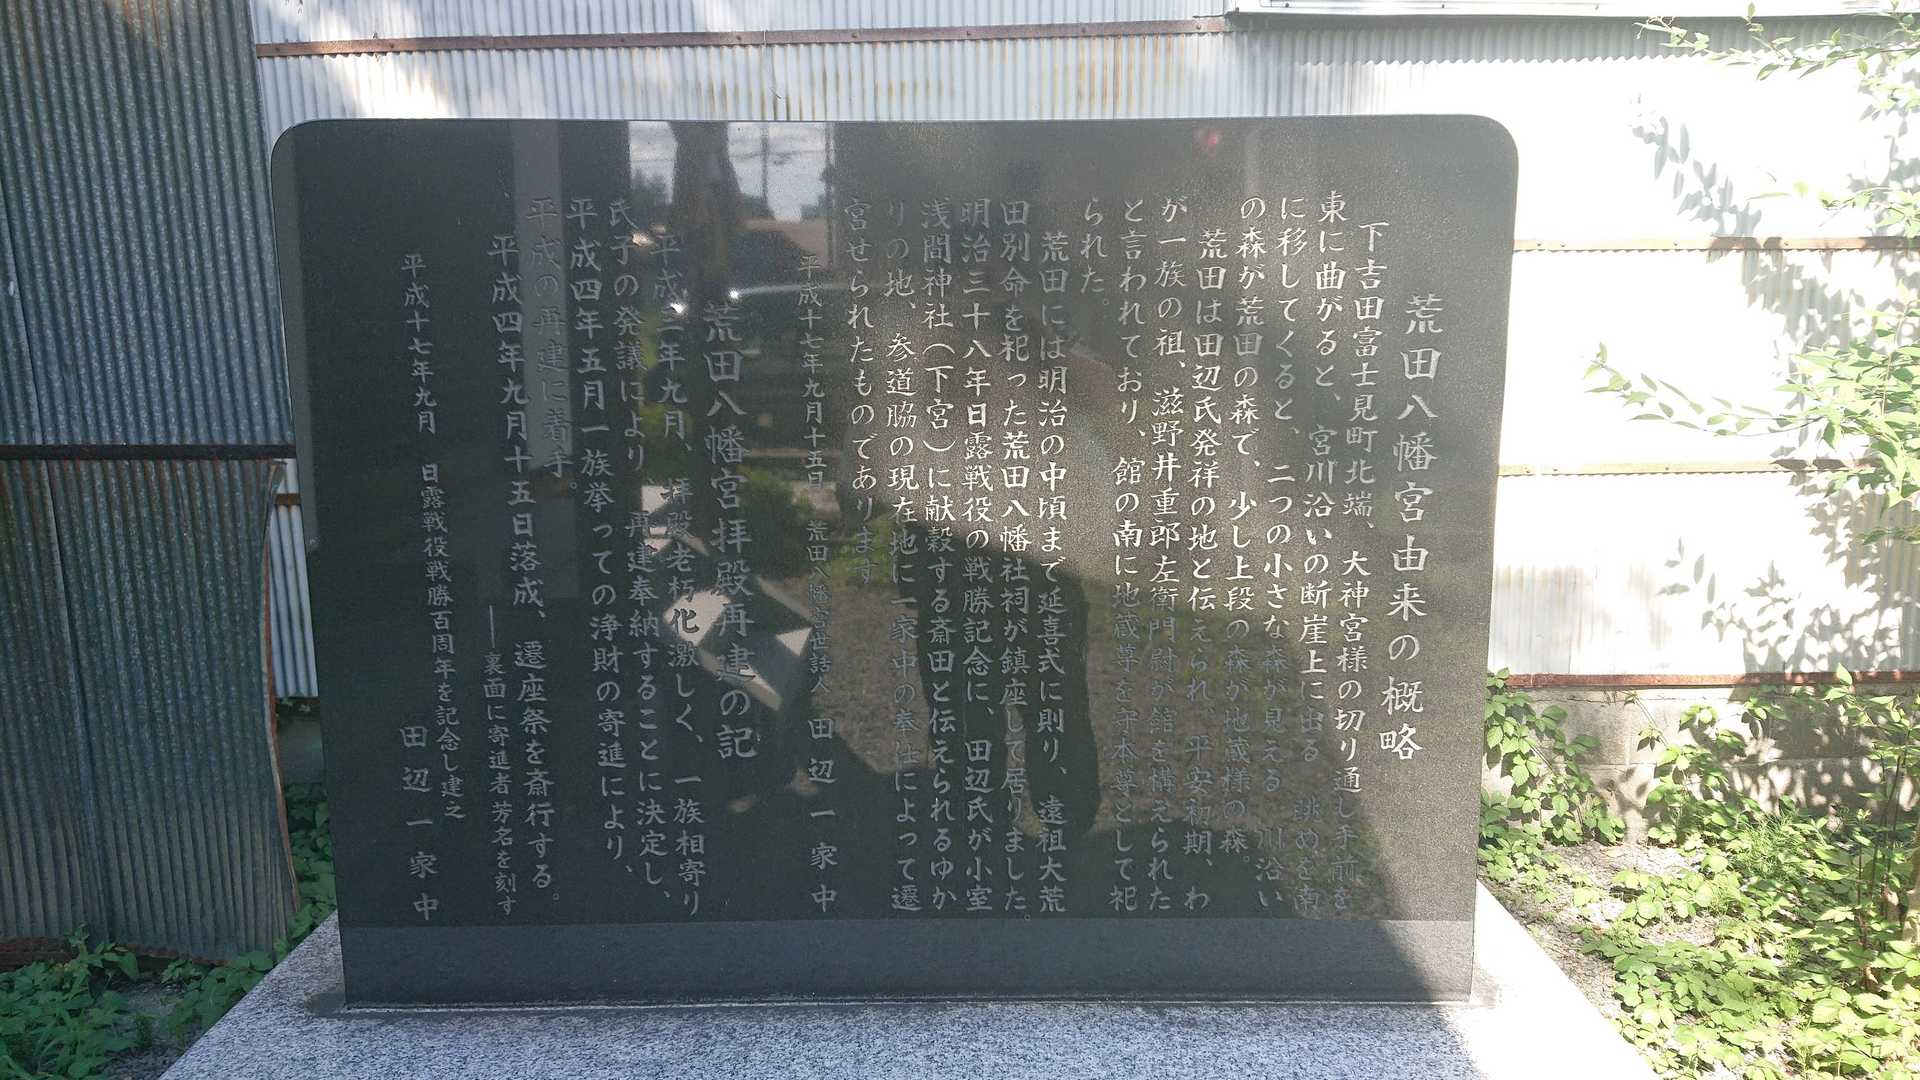 荒田八幡宮由来の概略
下吉田富士見町北端、大神宮様の切り通し手前を
東に曲がると、宮川沿いの断崖上に出る 眺めを南
に移してくると、二つの小さな森が見える 川沿い
の森が荒田の森で、少し上段の森が地蔵様の森。
荒田は田辺氏発祥の地と伝えられ、平安初期、わ
が一族の祖、滋野井重郎左衛門尉が館を構えられた
と言われており、館の南に地蔵尊を守本尊として祀
られた。
荒田には明治の中頃まで延喜式に則り、遠祖大荒
田別命を祀った荒田八幡社祠が鎮座して居りました。
明治三十八年日露戦役の戦勝記念に、田辺氏が小室
浅間神社(下宮)に献穀する斎田と伝えられるゆか
りの地、参道脇の現在地に一家中の奉仕によって遷
宮せられたものであります
平成十七年九月十五日 荒田八幡宮世話人 田辺一家中
荒田八幡宮拝殿再建の記
平成三年九月、拝殿老朽化激しく、一族相寄り
氏子の発議により再建奉納することに決定し、
平成四年五月一族挙っての浄財の寄進により、
平成の再建に着手。
平成四年九月十五日落成、遷座祭を斎行する。
――裏面に寄進者芳名を刻す
平成十七年九月 日露戦役戦勝百周年を記念し建之
田辺一家中